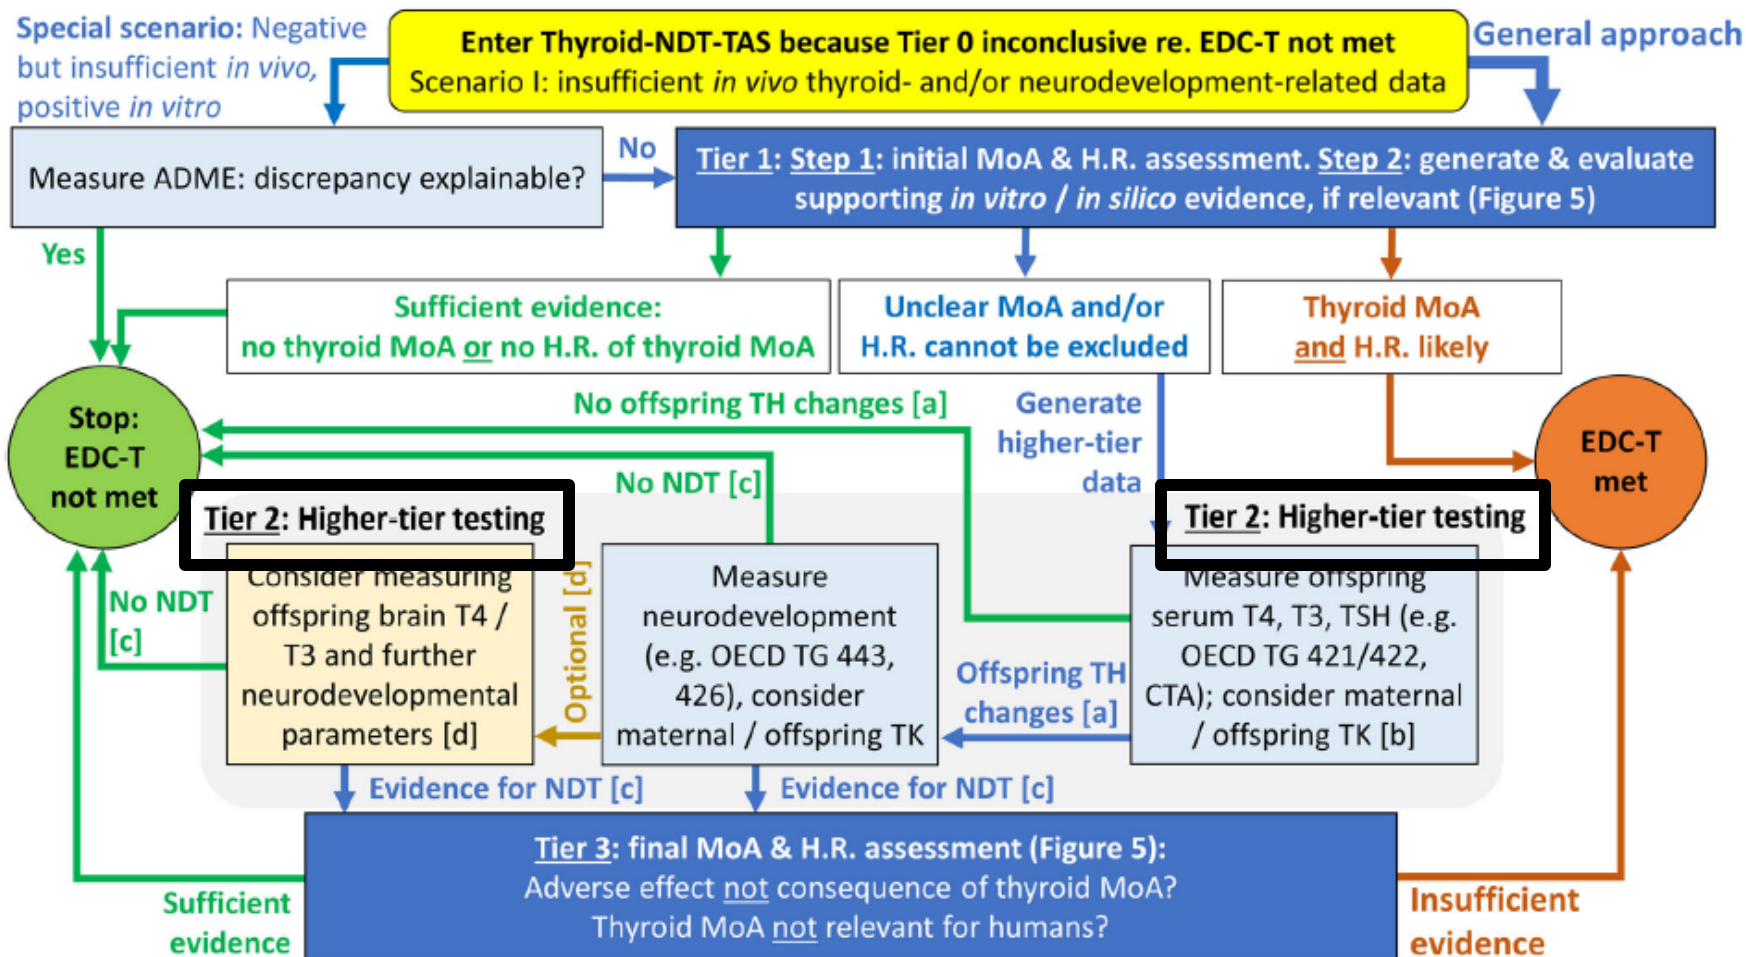 Special scenario: Negative
but insufficient in vivo,
positive in vitro
Enter Thyroid-NDT-TAS because Tier 0 inconclusive re. EDC-T not met
Scenario I: insufficient in vivo thyroid- and/or neurodevelopment-related data
General approach
Measure ADME: discrepancy explainable?
No
Tier 1: Step 1: initial MoA & H.R. assessment. Step 2: generate & evaluate
supporting in vitro / in silico evidence, if relevant (Figure 5)
Yes
Sufficient evidence:
no thyroid MoA or no H.R. of thyroid MoA
Unclear MoA and/or
H.R. cannot be excluded
Thyroid MoA
and H.R. likely
Stop:
EDC-T
not met
No offspring TH changes [a]
Generate
higher-tier
data
EDC-T
met
No NDT [c]
Tier 2: Higher-tier testing
Tier 2: Higher-tier testing
No NDT
[c]
Consider measuring
offspring brain T4 /
T3 and further
neurodevelopmental
parameters [d]
Optional [d]
Measure
neurodevelopment
(e.g. OECD TG 443,
426), consider
maternal / offspring TK
Offspring TH
changes [a]
Measure offspring
serum T4, T3, TSH (e.g.
OECD TG 421/422,
CTA); consider maternal
/ offspring TK [b]
Evidence for NDT [c]
Evidence for NDT [c]
Tier 3: final MoA & H.R. assessment (Figure 5):
Adverse effect not consequence of thyroid MoA?
Thyroid MoA not relevant for humans?
Sufficient
evidence
Insufficient
evidence